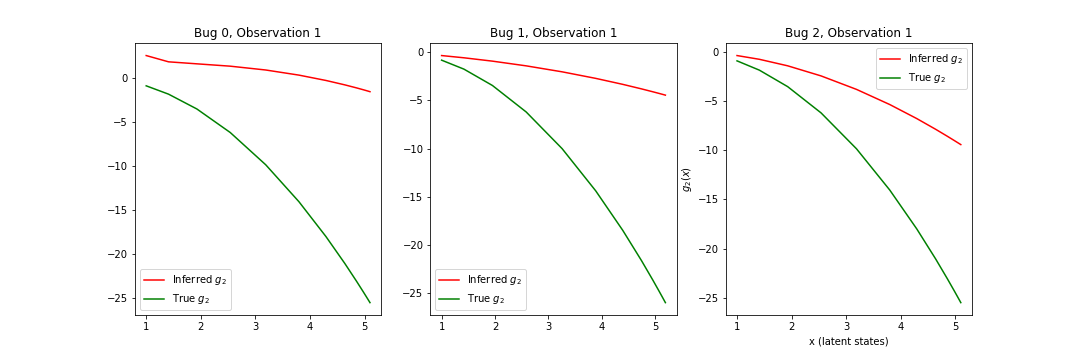 Bug 0, Observation 1
0
−5
−10
−15
−20
−25
1 2 3 4 5
Inferred g₂
True g₂
Bug 1, Observation 1
0
−5
−10
−15
−20
−25
1 2 3 4 5
Inferred g₂
True g₂
Bug 2, Observation 1
g₂(x)
0
−5
−10
−15
−20
−25
1 2 3 4 5
x (latent states)
Inferred g₂
True g₂